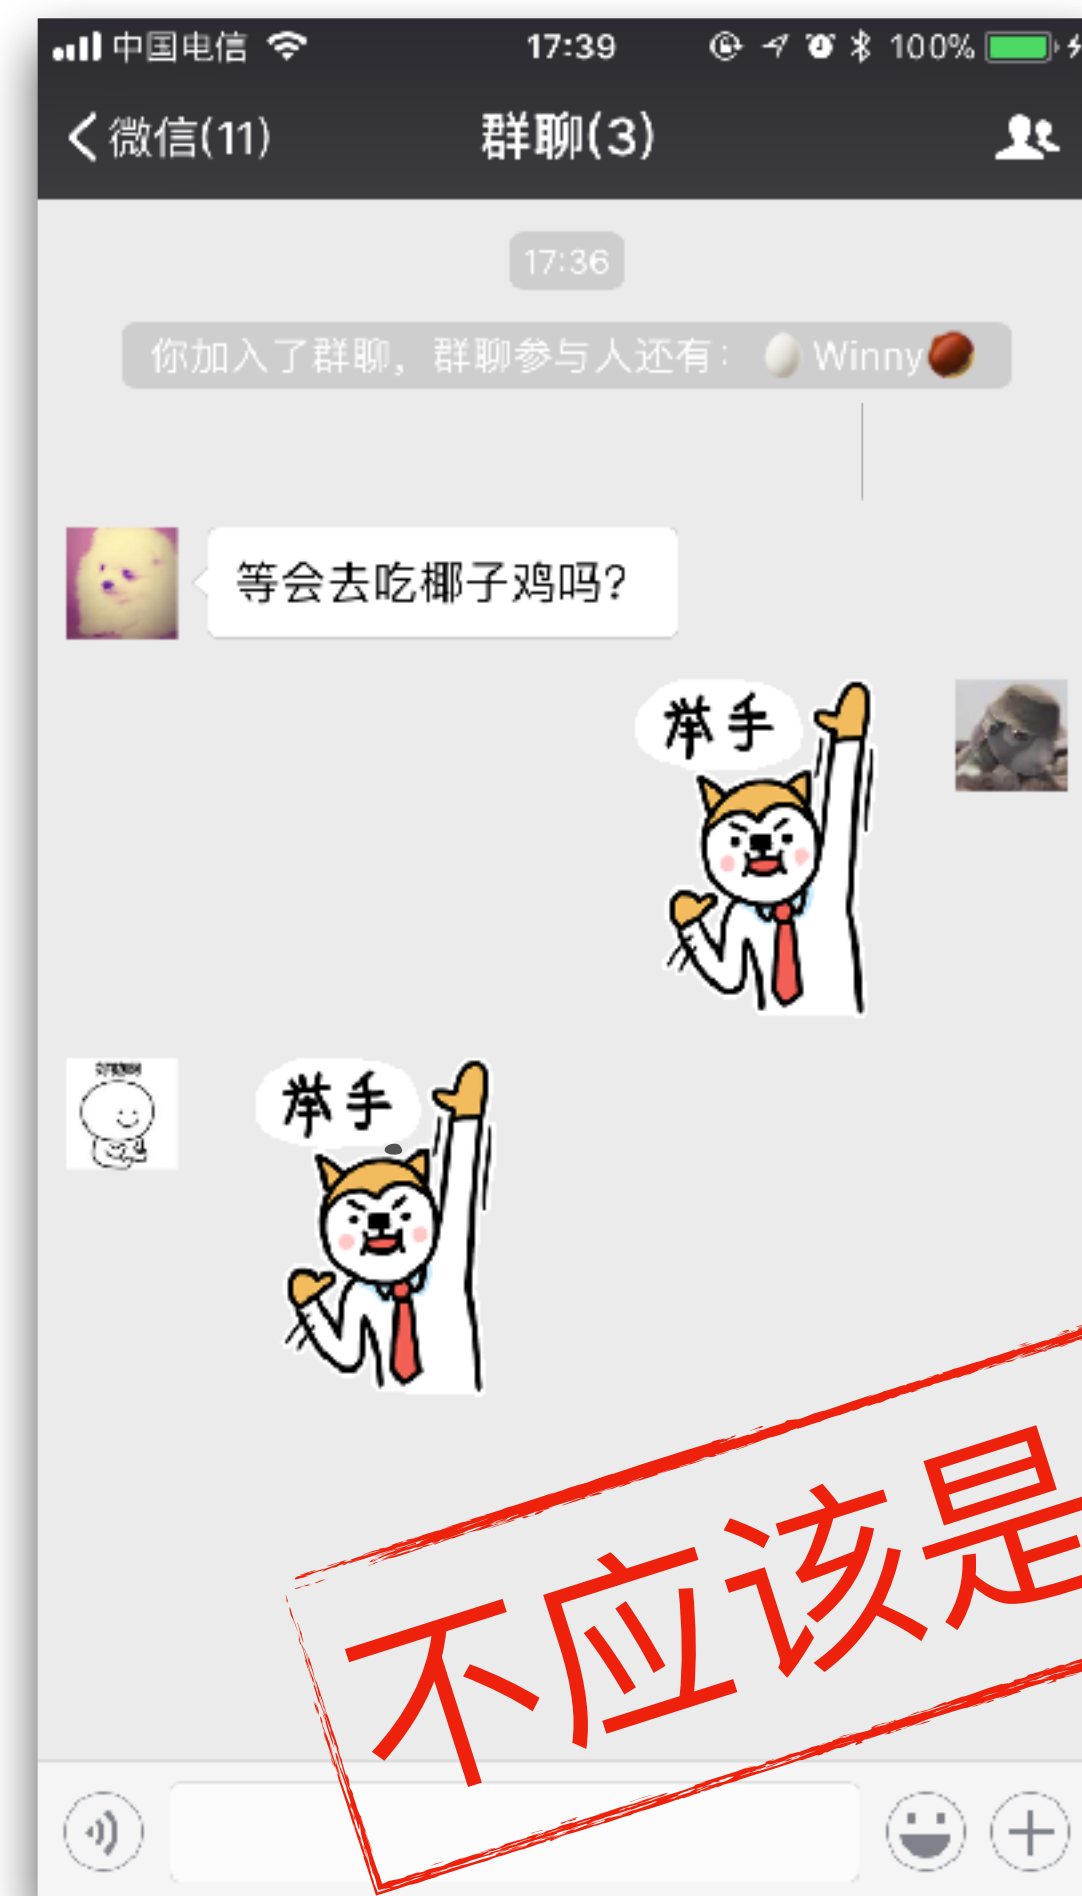 中国电信 17:39 100%
微信(11) 群聊(3)
17:36
你加入了群聊，群聊参与人还有： Winny
等会去吃椰子鸡吗？
举手
举手
不应该是